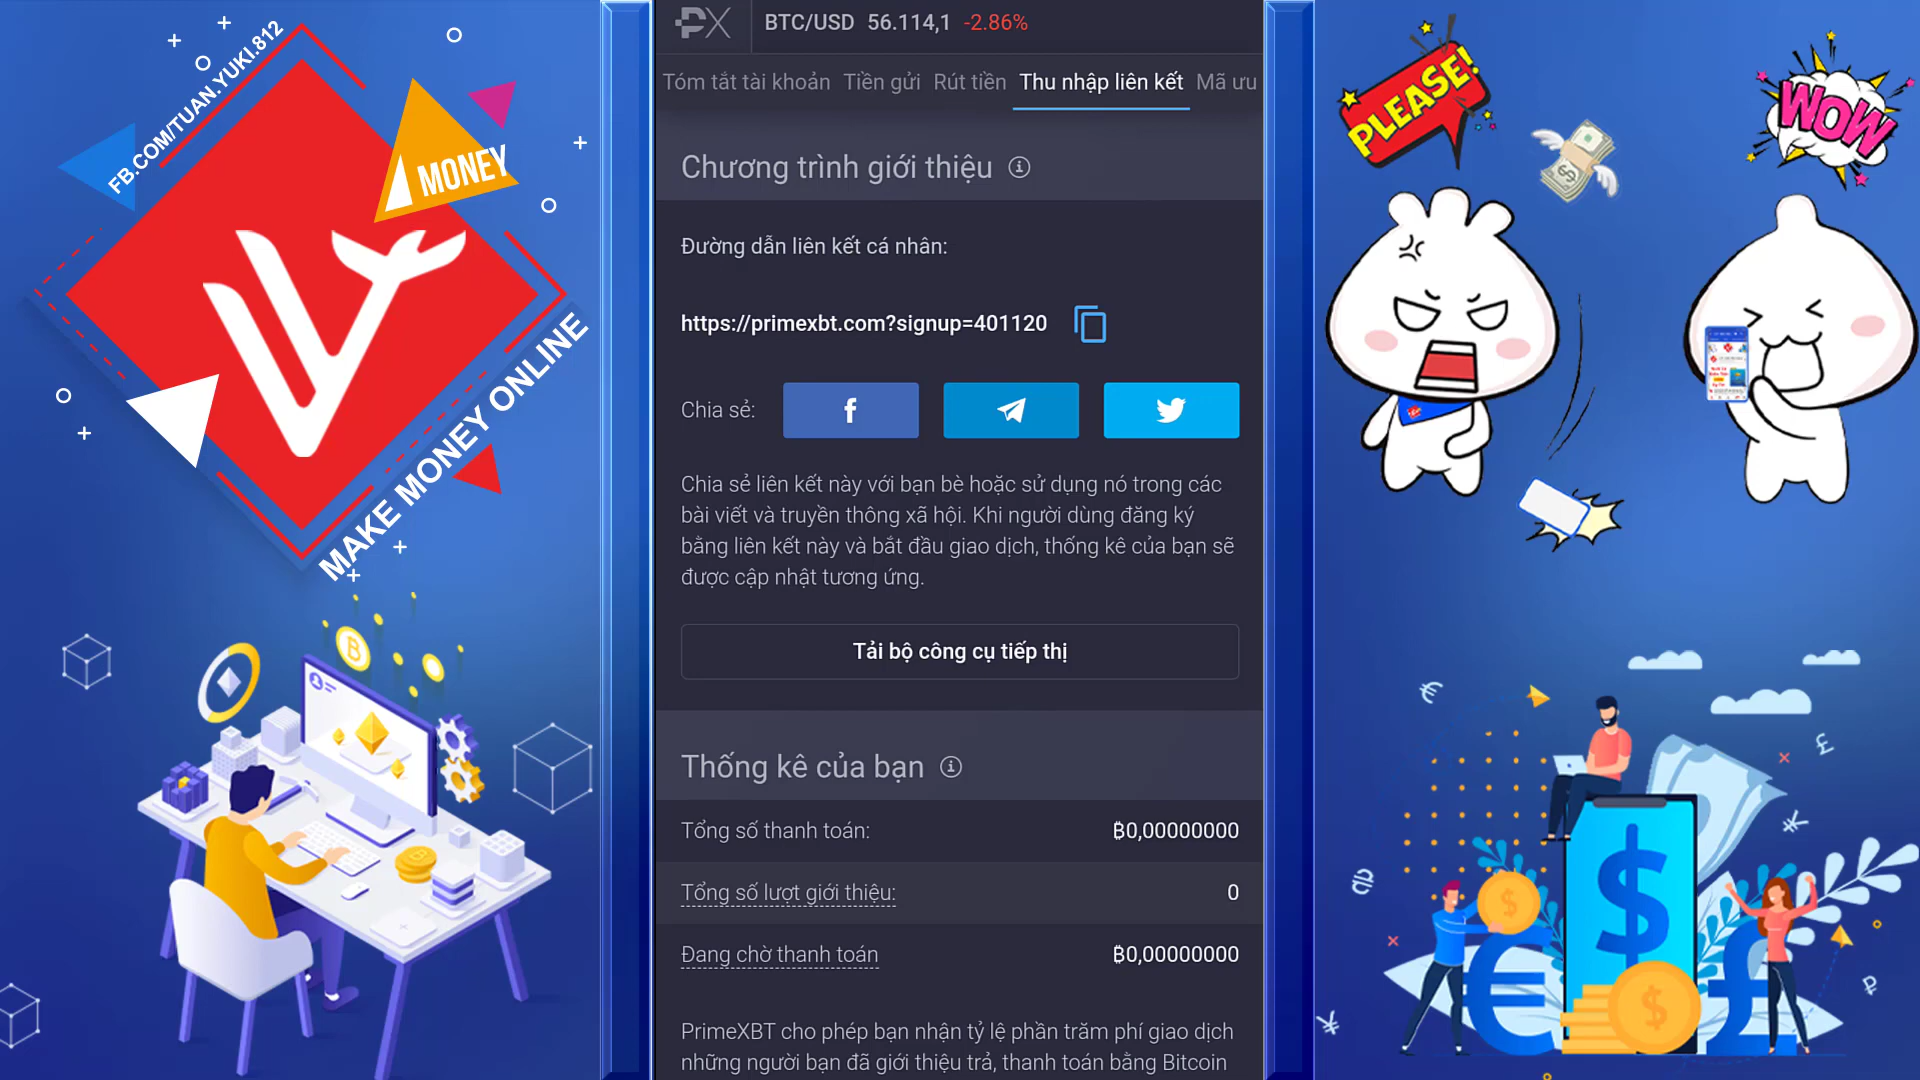 FB.COM/TUAN.YUKI.812
MONEY
MAKE MONEY ONLINE
PX
BTC/USD 56.114,1 -2.86%
Tóm tắt tài khoản Tiền gửi Rút tiền Thu nhập liên kết Mã ưu
Chương trình giới thiệu
Đường dẫn liên kết cá nhân:
https://primexbt.com?signup=401120
Chia sẻ:
Chia sẻ liên kết này với bạn bè hoặc sử dụng nó trong các
bài viết và truyền thông xã hội. Khi người dùng đăng ký
bằng liên kết này và bắt đầu giao dịch, thống kê của bạn sẽ
được cập nhật tương ứng.
Tải bộ công cụ tiếp thị
Thống kê của bạn
Tổng số thanh toán: ฿0,00000000
Tổng số lượt giới thiệu: 0
Đang chờ thanh toán ฿0,00000000
PrimeXBT cho phép bạn nhận tỷ lệ phần trăm phí giao dịch
những người bạn đã giới thiệu trả, thanh toán bằng Bitcoin
PLEASE!
WOW